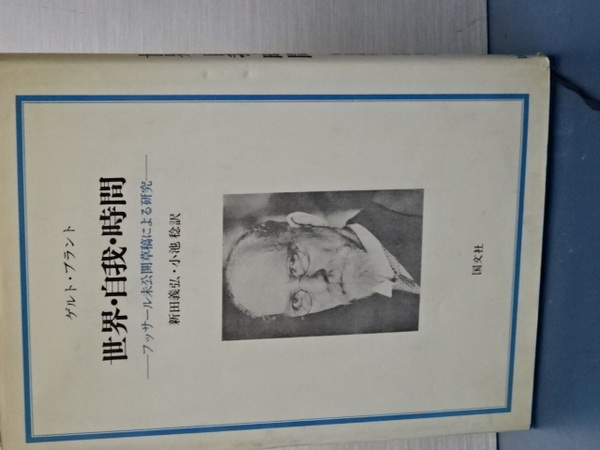 ゲルト・ブラント
世界・自我・時間
──フッサール未公開草稿による研究──
新田義弘・小池 稔 訳
国文社